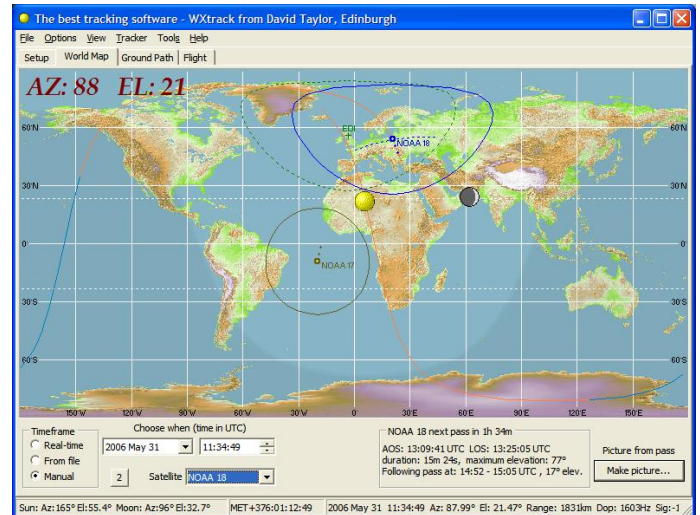 The best tracking software - WXtrack from David Taylor, Edinburgh
File Options View Tracker Tools Help
Setup World Map Ground Path Flight
AZ: 88 EL: 21
60°N 60°N
EDI
NOAA 18
30°N 30°N
0° 0°
NOAA 17
30°S 30°S
60°S 60°S
150°W 120°W 90°W 60°W 30°W 0° 30°E 60°E 90°E 120°E 150°E
Timeframe
Real-time
From file
Manual
Choose when (time in UTC)
2006 May 31 11:34:49
2 Satellite NOAA 18
NOAA 18 next pass in 1h 34m
AOS: 13:09:41 UTC LOS: 13:25:05 UTC
duration: 15m 24s, maximum elevation: 77°
Following pass at: 14:52 - 15:05 UTC , 17° elev.
Picture from pass
Make picture...
Sun: Az:165° El:55.4° Moon: Az:96° El:32.7° MET+376:01:12:49 2006 May 31 11:34:49 Az: 87.99° El: 21.47° Range: 1831km Dop: 1603Hz Sig:-1